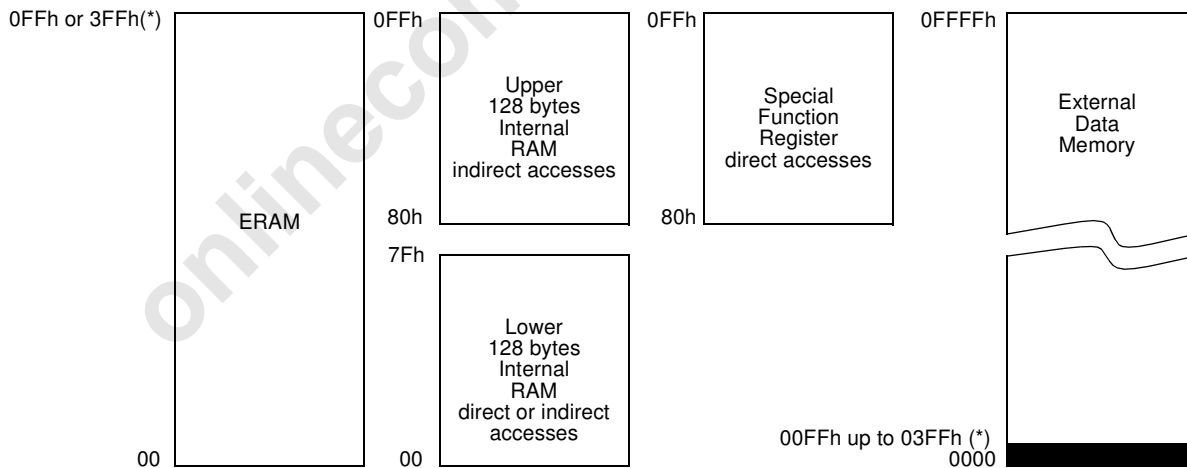 0FFh or 3FFh(*)
ERAM
00
0FFh
Upper
128 bytes
Internal
RAM
indirect accesses
80h
7Fh
Lower
128 bytes
Internal
RAM
direct or indirect
accesses
00
0FFh
Special
Function
Register
direct accesses
80h
0FFFFh
External
Data
Memory
00FFh up to 03FFh (*)
0000
onlinecon